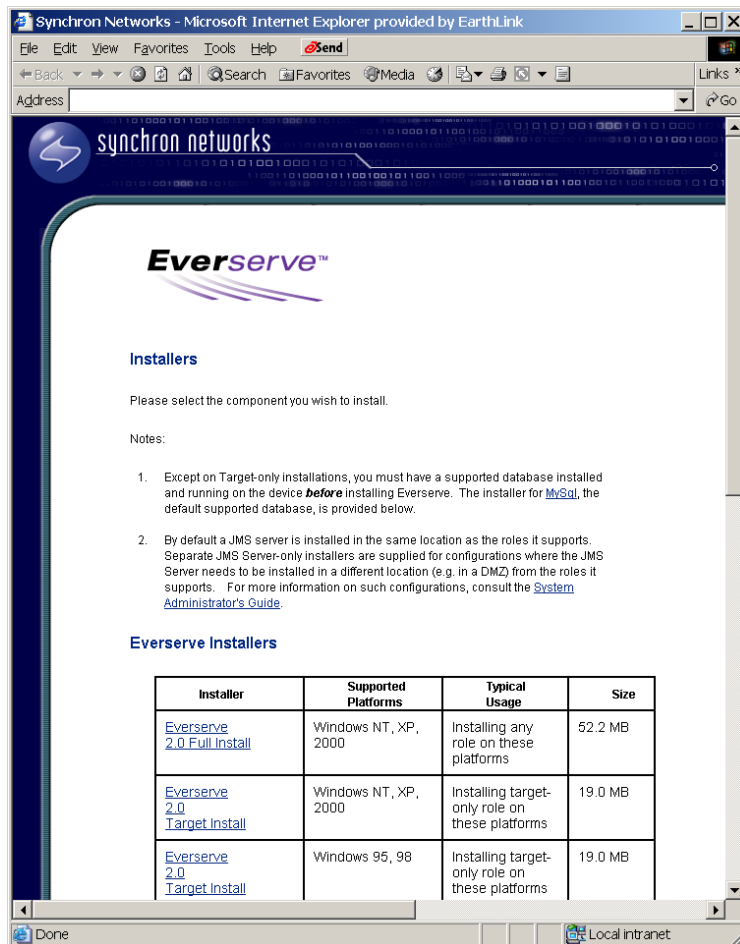 Synchron Networks - Microsoft Internet Explorer provided by EarthLink
File Edit View Favorites Tools Help Send
Back Search Favorites Media Links »
Address Go
synchron networks
Everserve™
Installers
Please select the component you wish to install.
Notes:
1. Except on Target-only installations, you must have a supported database installed
and running on the device before installing Everserve. The installer for MySql, the
default supported database, is provided below.
2. By default a JMS server is installed in the same location as the roles it supports.
Separate JMS Server-only installers are supplied for configurations where the JMS
Server needs to be installed in a different location (e.g. in a DMZ) from the roles it
supports. For more information on such configurations, consult the System
Administrator's Guide.
Everserve Installers
Installer Supported Platforms Typical Usage Size
Everserve 2.0 Full Install Windows NT, XP, 2000 Installing any role on these platforms 52.2 MB
Everserve 2.0 Target Install Windows NT, XP, 2000 Installing target-only role on these platforms 19.0 MB
Everserve 2.0 Target Install Windows 95, 98 Installing target-only role on these platforms 19.0 MB
Done Local intranet